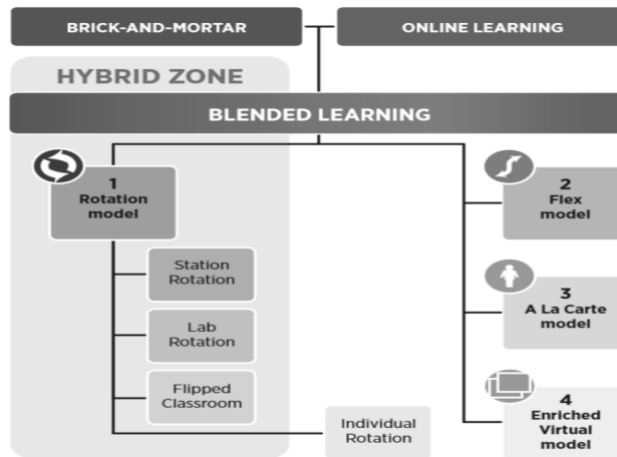 BRICK-AND-MORTAR
ONLINE LEARNING
HYBRID ZONE
BLENDED LEARNING
1
Rotation
model
Station
Rotation
Lab
Rotation
Flipped
Classroom
Individual
Rotation
2
Flex
model
3
A La Carte
model
4
Enriched
Virtual
model